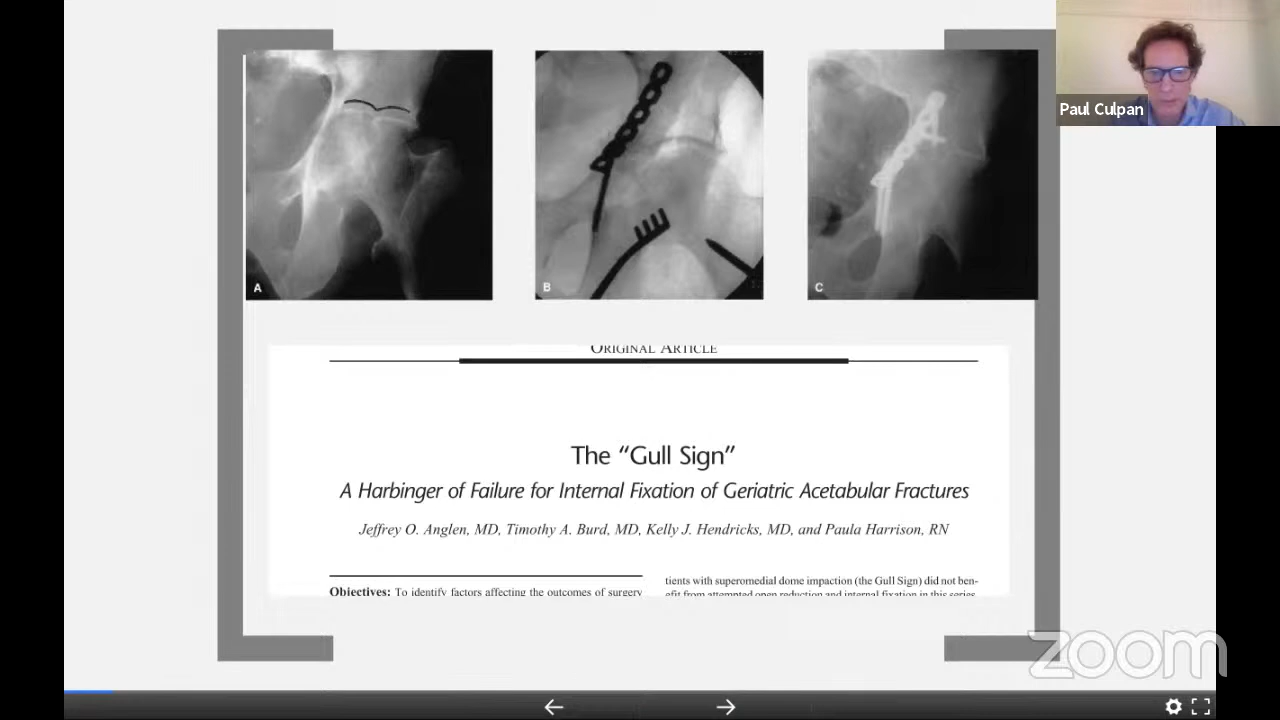 Paul Culpan
A
B
C
ORIGINAL ARTICLE
The “Gull Sign”
A Harbinger of Failure for Internal Fixation of Geriatric Acetabular Fractures
Jeffrey O. Anglen, MD, Timothy A. Burd, MD, Kelly J. Hendricks, MD, and Paula Harrison, RN
Objectives: To identify factors affecting the outcomes of surgery
tients with superomedial dome impaction (the Gull Sign) did not ben-
efit from attempted open reduction and internal fixation in this series.
zoom